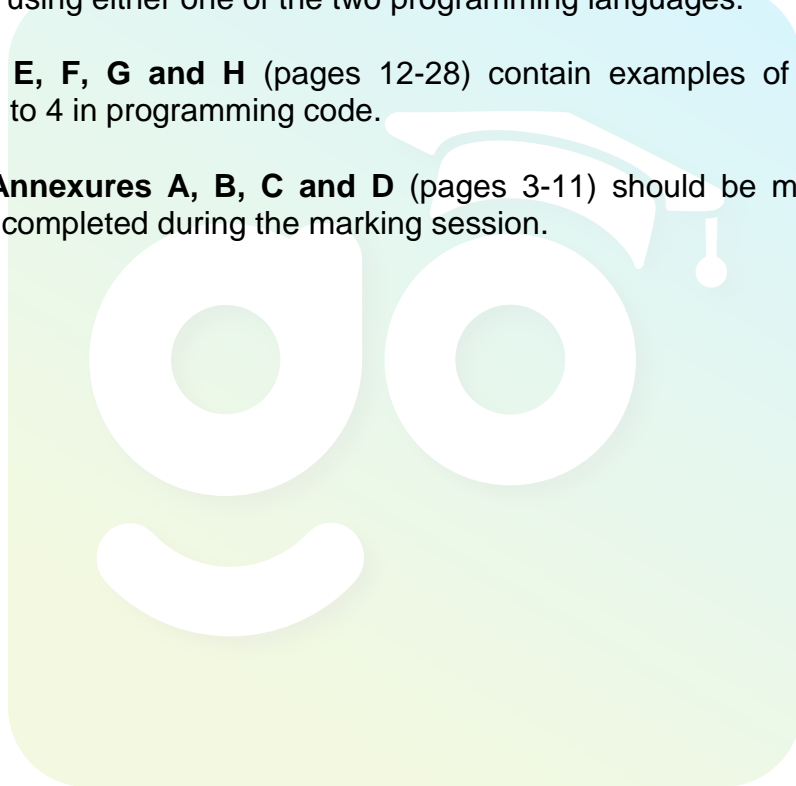 using either one of the two programming languages.
E, F, G and H (pages 12-28) contain examples of
to 4 in programming code.
Annexures A, B, C and D (pages 3-11) should be m
completed during the marking session.
go